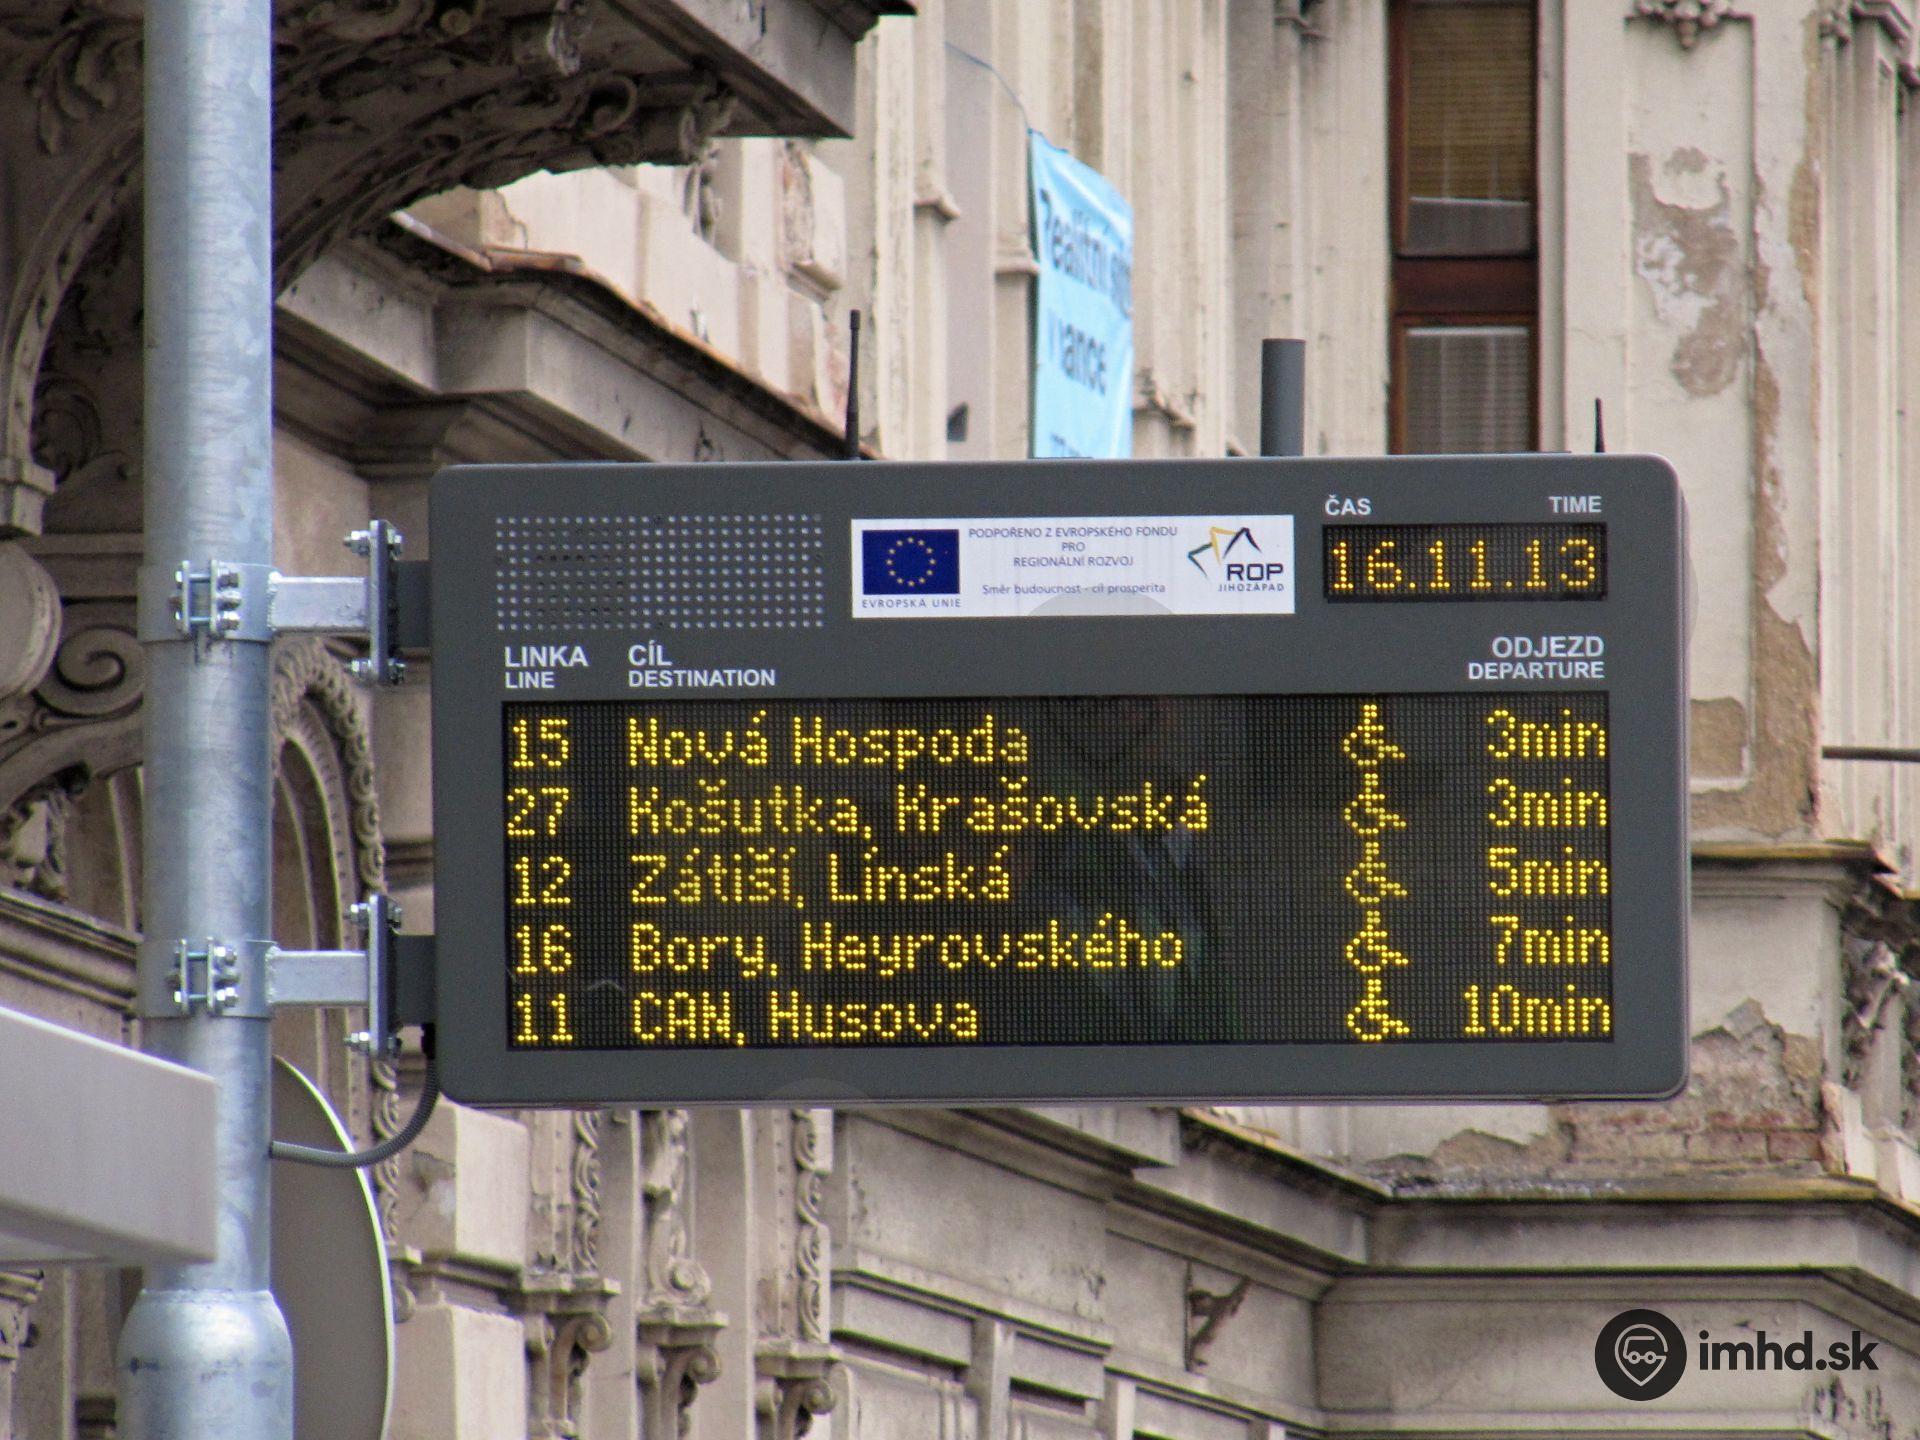 Realitní
ČAS TIME
PODPOŘENO Z EVROPSKÉHO FONDU
PRO
REGIONÁLNÍ ROZVOJ
Směr budoucnost - cíl prosperita
EVROPSKÁ UNIE
ROP
JIHOZÁPAD
16.11.13
LINKA CÍL ODJEZD
LINE DESTINATION DEPARTURE
15 Nová Hospoda 3min
27 Košutka, Krašovská 3min
12 Zátiší, Línská 5min
16 Bory, Heyrovského 7min
11 CAN, Husova 10min
imhd.sk